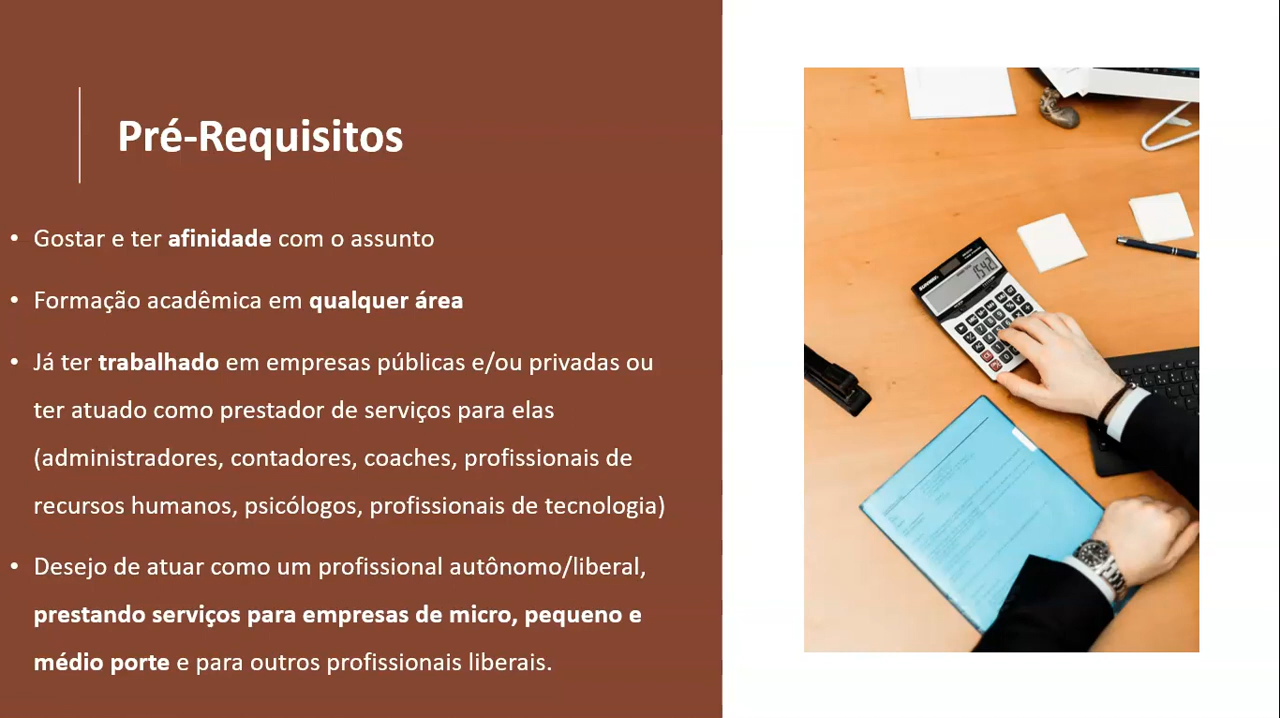 Pré-Requisitos
• Gostar e ter afinidade com o assunto
• Formação acadêmica em qualquer área
• Já ter trabalhado em empresas públicas e/ou privadas ou
ter atuado como prestador de serviços para elas
(administradores, contadores, coaches, profissionais de
recursos humanos, psicólogos, profissionais de tecnologia)
• Desejo de atuar como um profissional autônomo/liberal,
prestando serviços para empresas de micro, pequeno e
médio porte e para outros profissionais liberais.